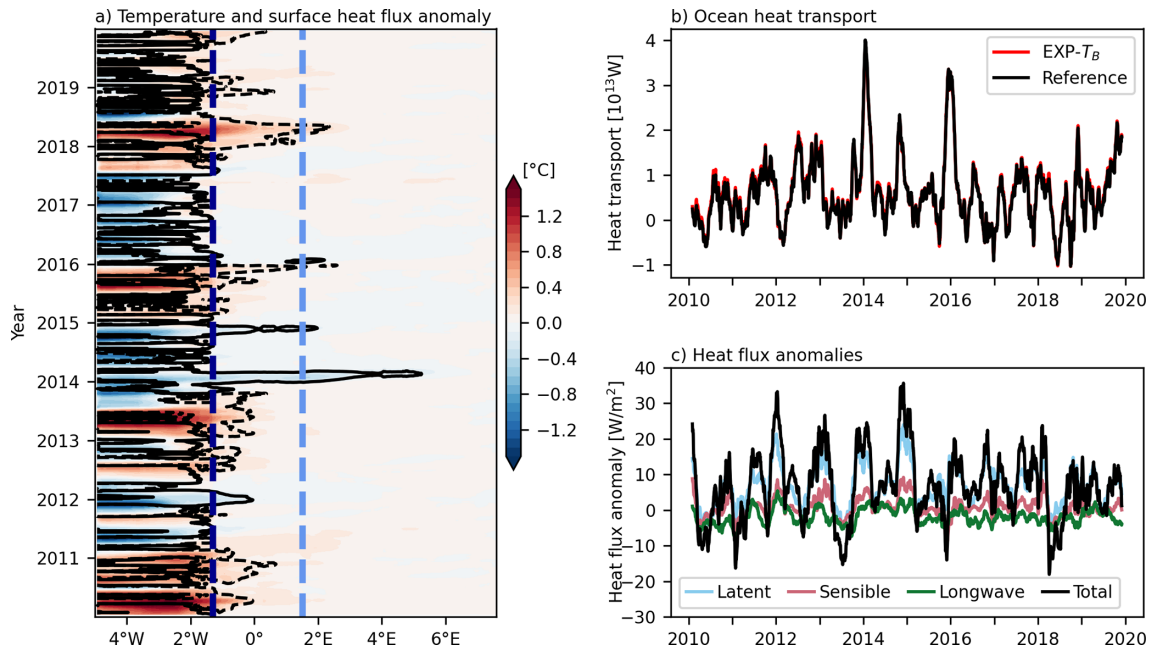 a) Temperature and surface heat flux anomaly
Year
2019
2018
2017
2016
2015
2014
2013
2012
2011
4°W
2°W
0°
2°E
4°E
6°E
[°C]
1.2
0.8
0.4
0.0
−0.4
−0.8
−1.2
b) Ocean heat transport
Heat transport [10¹³W]
4
3
2
1
0
−1
EXP-T_B
Reference
2010
2012
2014
2016
2018
2020
c) Heat flux anomalies
Heat flux anomaly [W/m²]
40
30
20
10
0
−10
−20
−30
Latent
Sensible
Longwave
Total
2010
2012
2014
2016
2018
2020